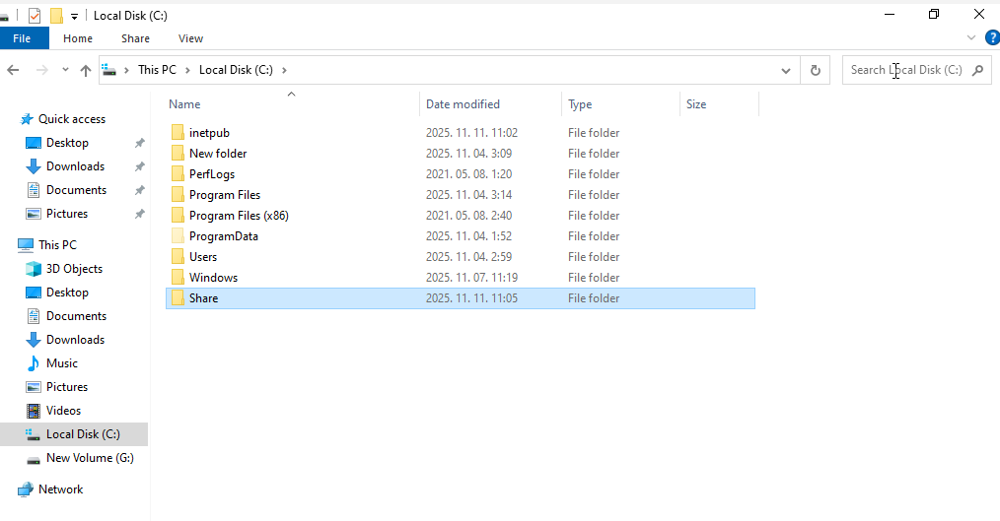 Local Disk (C:)
File Home Share View
This PC Local Disk (C:) Search Local Disk (C:)
Name Date modified Type Size
Quick access
Desktop
Downloads
Documents
Pictures
This PC
3D Objects
Desktop
Documents
Downloads
Music
Pictures
Videos
Local Disk (C:)
New Volume (G:)
Network
inetpub 2025. 11. 11. 11:02 File folder
New folder 2025. 11. 04. 3:09 File folder
PerfLogs 2021. 05. 08. 1:20 File folder
Program Files 2025. 11. 04. 3:14 File folder
Program Files (x86) 2021. 05. 08. 2:40 File folder
ProgramData 2025. 11. 04. 1:52 File folder
Users 2025. 11. 04. 2:59 File folder
Windows 2025. 11. 07. 11:19 File folder
Share 2025. 11. 11. 11:05 File folder